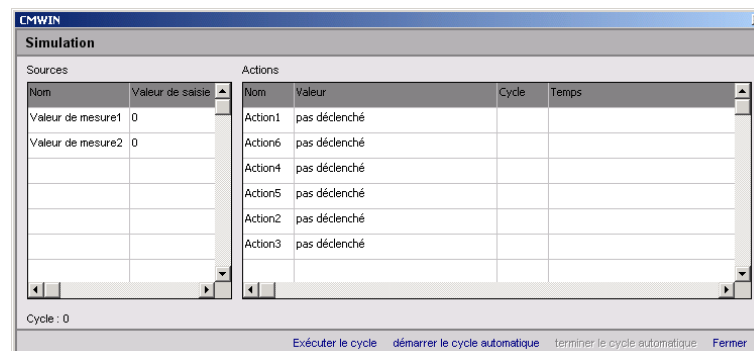 CMWIN
Simulation
Sources
Actions
Nom Valeur de saisie
Nom Valeur Cycle Temps
Valeur de mesure1 0
Action1 pas déclenché
Valeur de mesure2 0
Action6 pas déclenché
Action4 pas déclenché
Action5 pas déclenché
Action2 pas déclenché
Action3 pas déclenché
Cycle : 0
Exécuter le cycle démarrer le cycle automatique terminer le cycle automatique Fermer